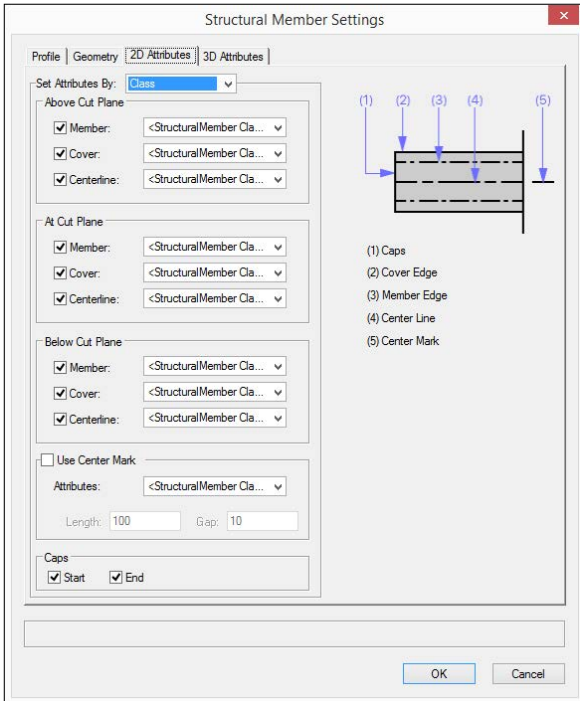 Structural Member Settings
Profile
Geometry
2D Attributes
3D Attributes
Set Attributes By: Class
Above Cut Plane
Member: <StructuralMember Cla...
Cover: <StructuralMember Cla...
Centerline: <StructuralMember Cla...
At Cut Plane
Member: <StructuralMember Cla...
Cover: <StructuralMember Cla...
Centerline: <StructuralMember Cla...
Below Cut Plane
Member: <StructuralMember Cla...
Cover: <StructuralMember Cla...
Centerline: <StructuralMember Cla...
Use Center Mark
Attributes: <StructuralMember Cla...
Length: 100 Gap: 10
Caps
Start End
(1) (2) (3) (4) (5)
(1) Caps
(2) Cover Edge
(3) Member Edge
(4) Center Line
(5) Center Mark
OK Cancel